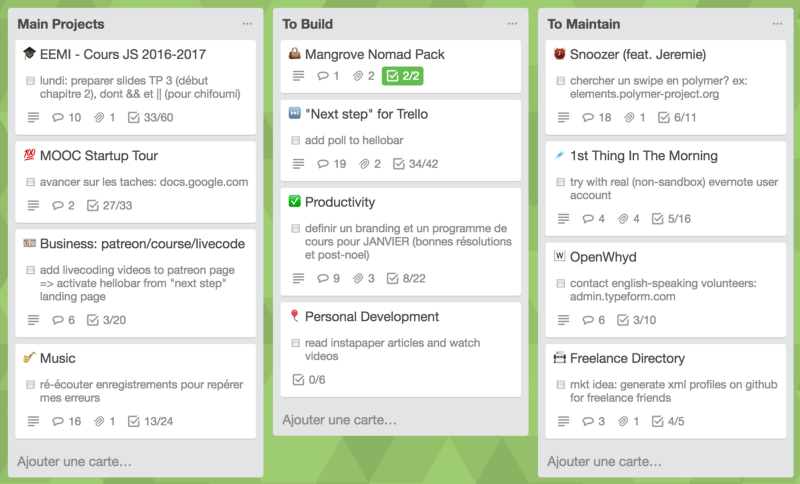 Main Projects
EEMI - Cours JS 2016-2017
lundi: preparer slides TP 3 (début
chapitre 2), dont && et || (pour chifoumi)
10 1 33/60
MOOC Startup Tour
avancer sur les taches: docs.google.com
2 27/33
Business: patreon/course/livecode
add livecoding videos to patreon page
=> activate hellobar from "next step"
landing page
6 3/20
Music
ré-écouter enregistrements pour repérer
mes erreurs
16 1 13/24
Ajouter une carte…
To Build
Mangrove Nomad Pack
1 2 2/2
"Next step" for Trello
add poll to hellobar
19 2 34/42
Productivity
definir un branding et un programme de
cours pour JANVIER (bonnes résolutions
et post-noel)
9 3 8/22
Personal Development
read instapaper articles and watch
videos
0/6
Ajouter une carte…
To Maintain
Snoozer (feat. Jeremie)
chercher un swipe en polymer? ex:
elements.polymer-project.org
18 1 6/11
1st Thing In The Morning
try with real (non-sandbox) evernote user
account
4 4 5/16
W OpenWhyd
contact english-speaking volunteers:
admin.typeform.com
6 3/10
Freelance Directory
mkt idea: generate xml profiles on github
for freelance friends
3 1 4/5
Ajouter une carte…